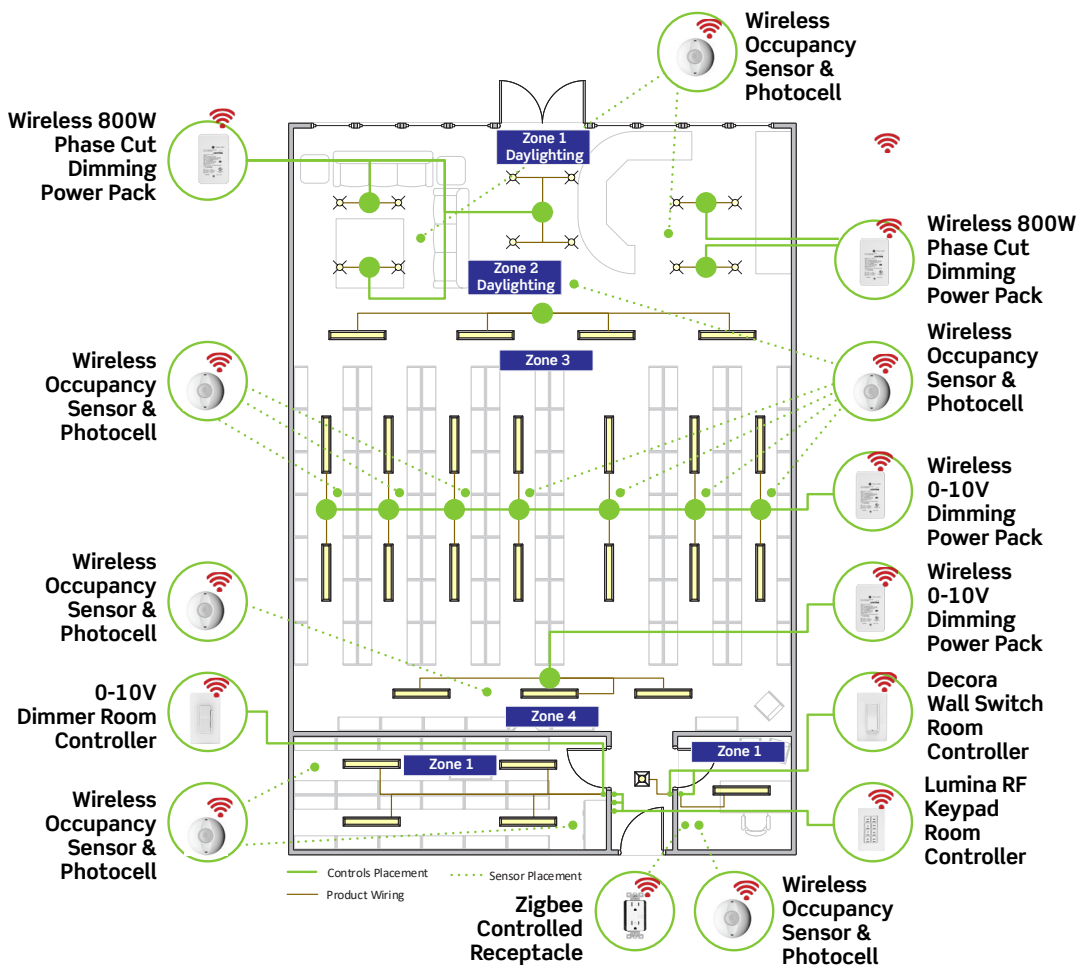 Wireless
Occupancy
Sensor &
Photocell
Wireless 800W
Phase Cut
Dimming
Power Pack
Zone 1
Daylighting
Wireless 800W
Phase Cut
Dimming
Power Pack
Zone 2
Daylighting
Wireless
Occupancy
Sensor &
Photocell
Zone 3
Wireless
Occupancy
Sensor &
Photocell
Wireless
0-10V
Dimming
Power Pack
Wireless
Occupancy
Sensor &
Photocell
Wireless
0-10V
Dimming
Power Pack
0-10V
Dimmer Room
Controller
Zone 4
Decora
Wall Switch
Room
Controller
Zone 1
Zone 1
Wireless
Occupancy
Sensor &
Photocell
Lumina RF
Keypad
Room
Controller
Controls Placement
Sensor Placement
Product Wiring
Zigbee
Controlled
Receptacle
Wireless
Occupancy
Sensor &
Photocell